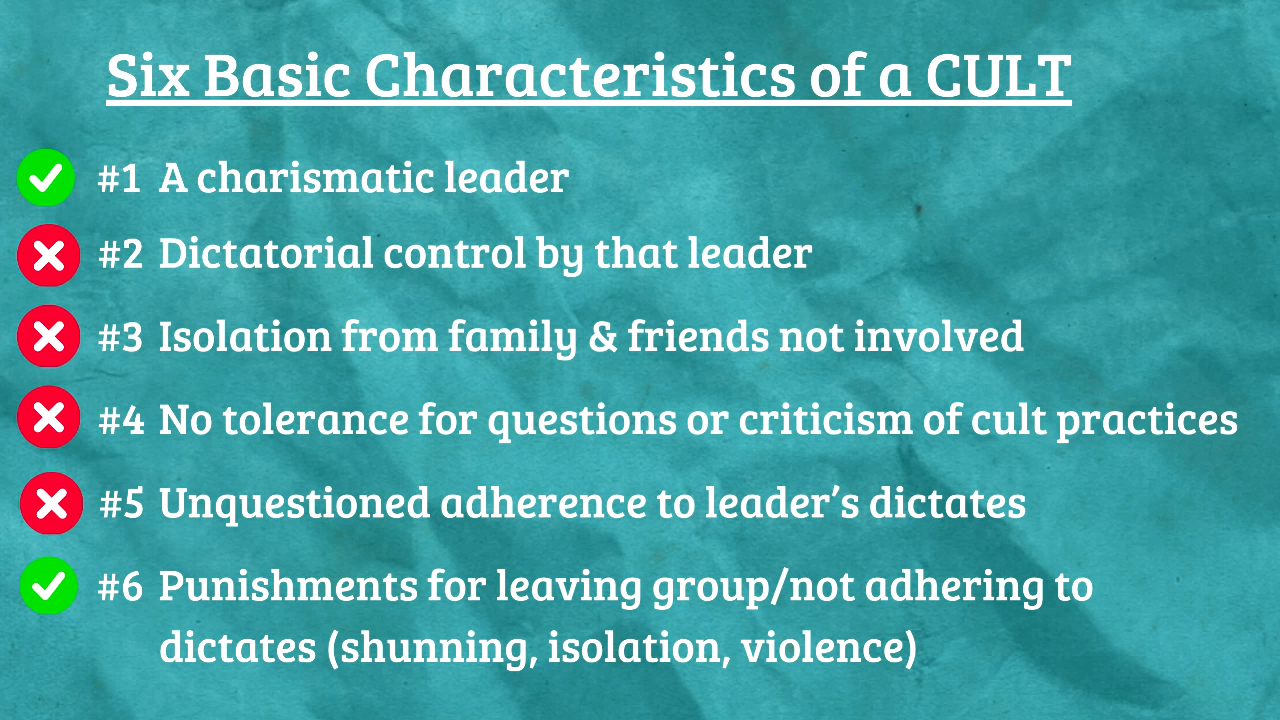 Six Basic Characteristics of a CULT
#1 A charismatic leader
#2 Dictatorial control by that leader
#3 Isolation from family & friends not involved
#4 No tolerance for questions or criticism of cult practices
#5 Unquestioned adherence to leader’s dictates
#6 Punishments for leaving group/not adhering to
dictates (shunning, isolation, violence)